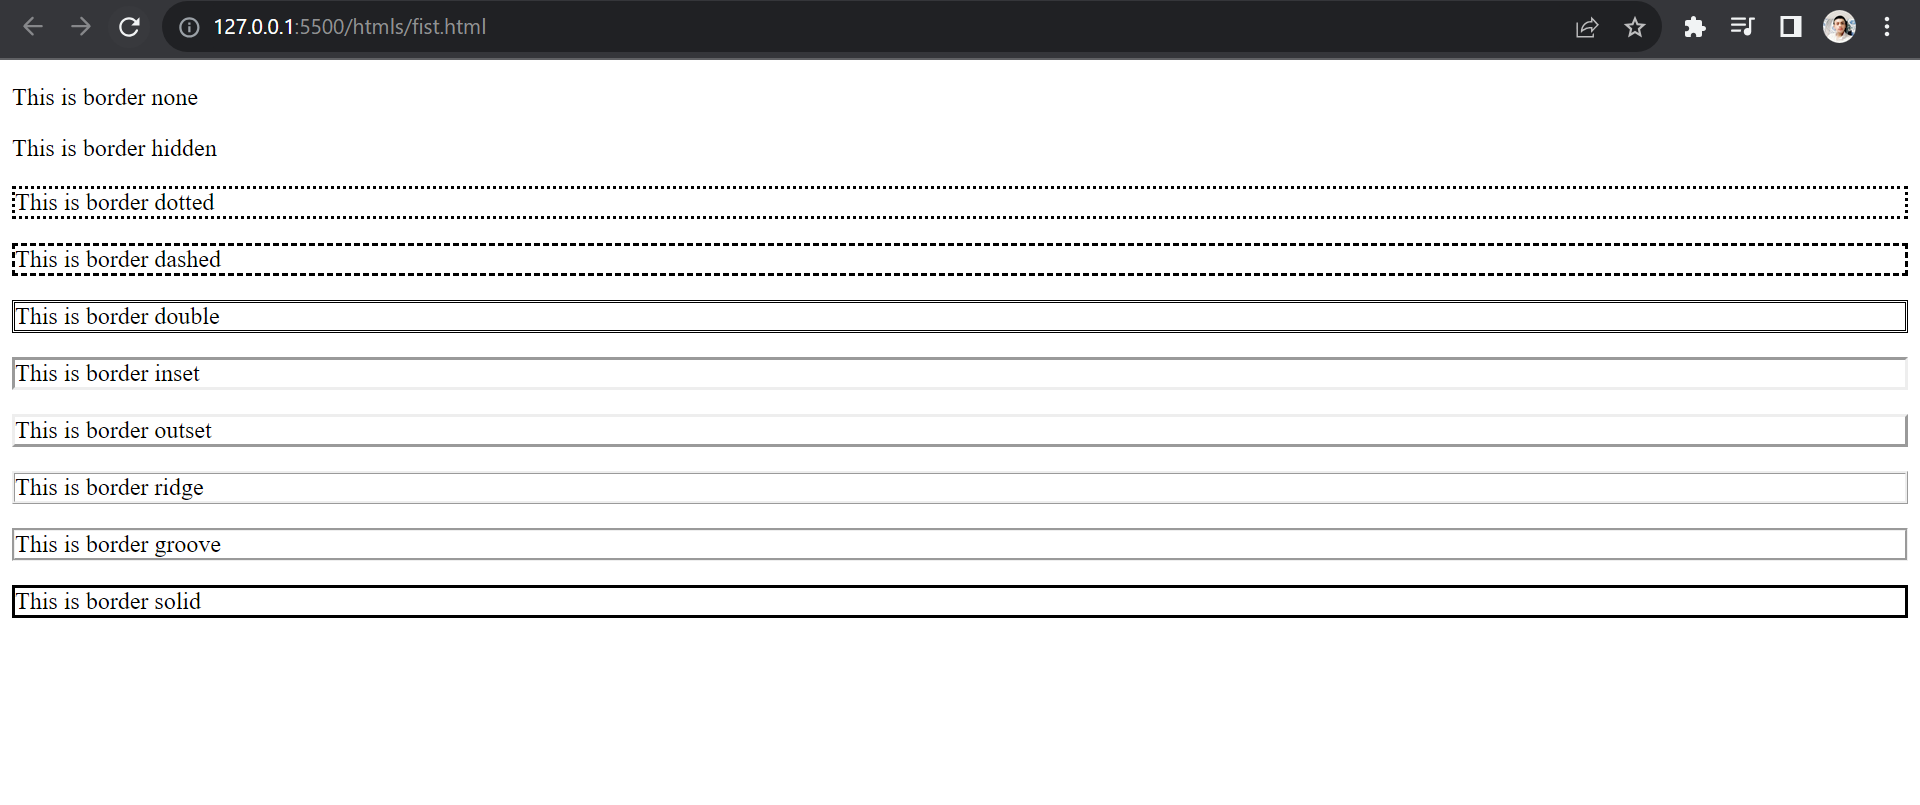 127.0.0.1:5500/htmls/fist.html
This is border none
This is border hidden
This is border dotted
This is border dashed
This is border double
This is border inset
This is border outset
This is border ridge
This is border groove
This is border solid